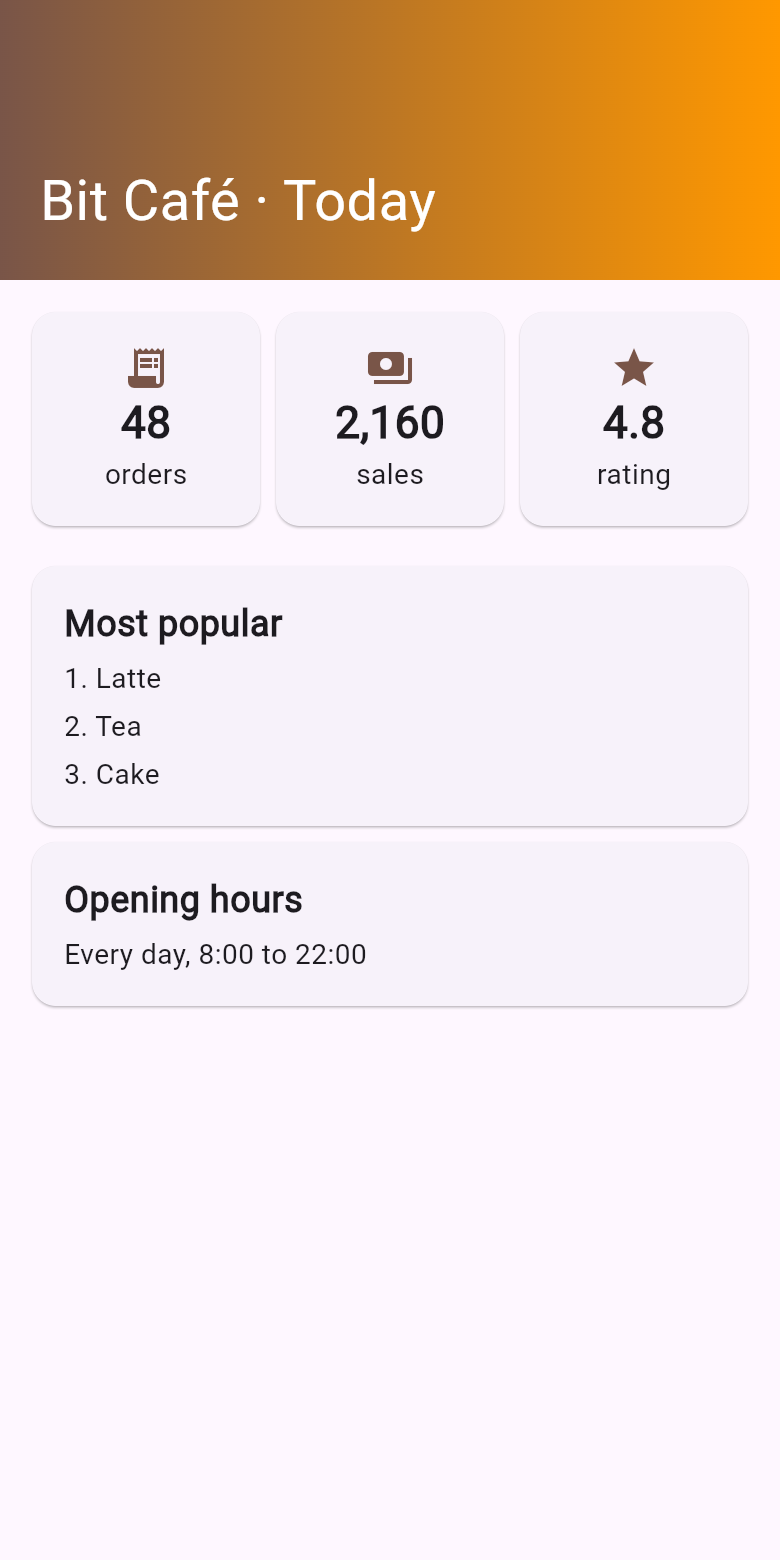 Bit Café · Today
48
orders
2,160
sales
4.8
rating
Most popular
1. Latte
2. Tea
3. Cake
Opening hours
Every day, 8:00 to 22:00